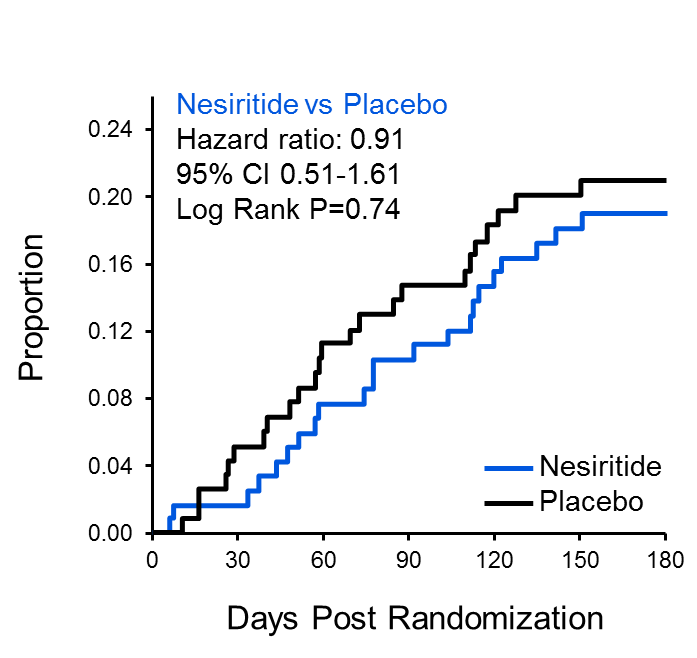 Nesiritide vs Placebo
Hazard ratio: 0.91
95% CI 0.51-1.61
Log Rank P=0.74
0.24
0.20
0.16
0.12
0.08
0.04
0.00
Proportion
Nesiritide
Placebo
0 30 60 90 120 150 180
Days Post Randomization